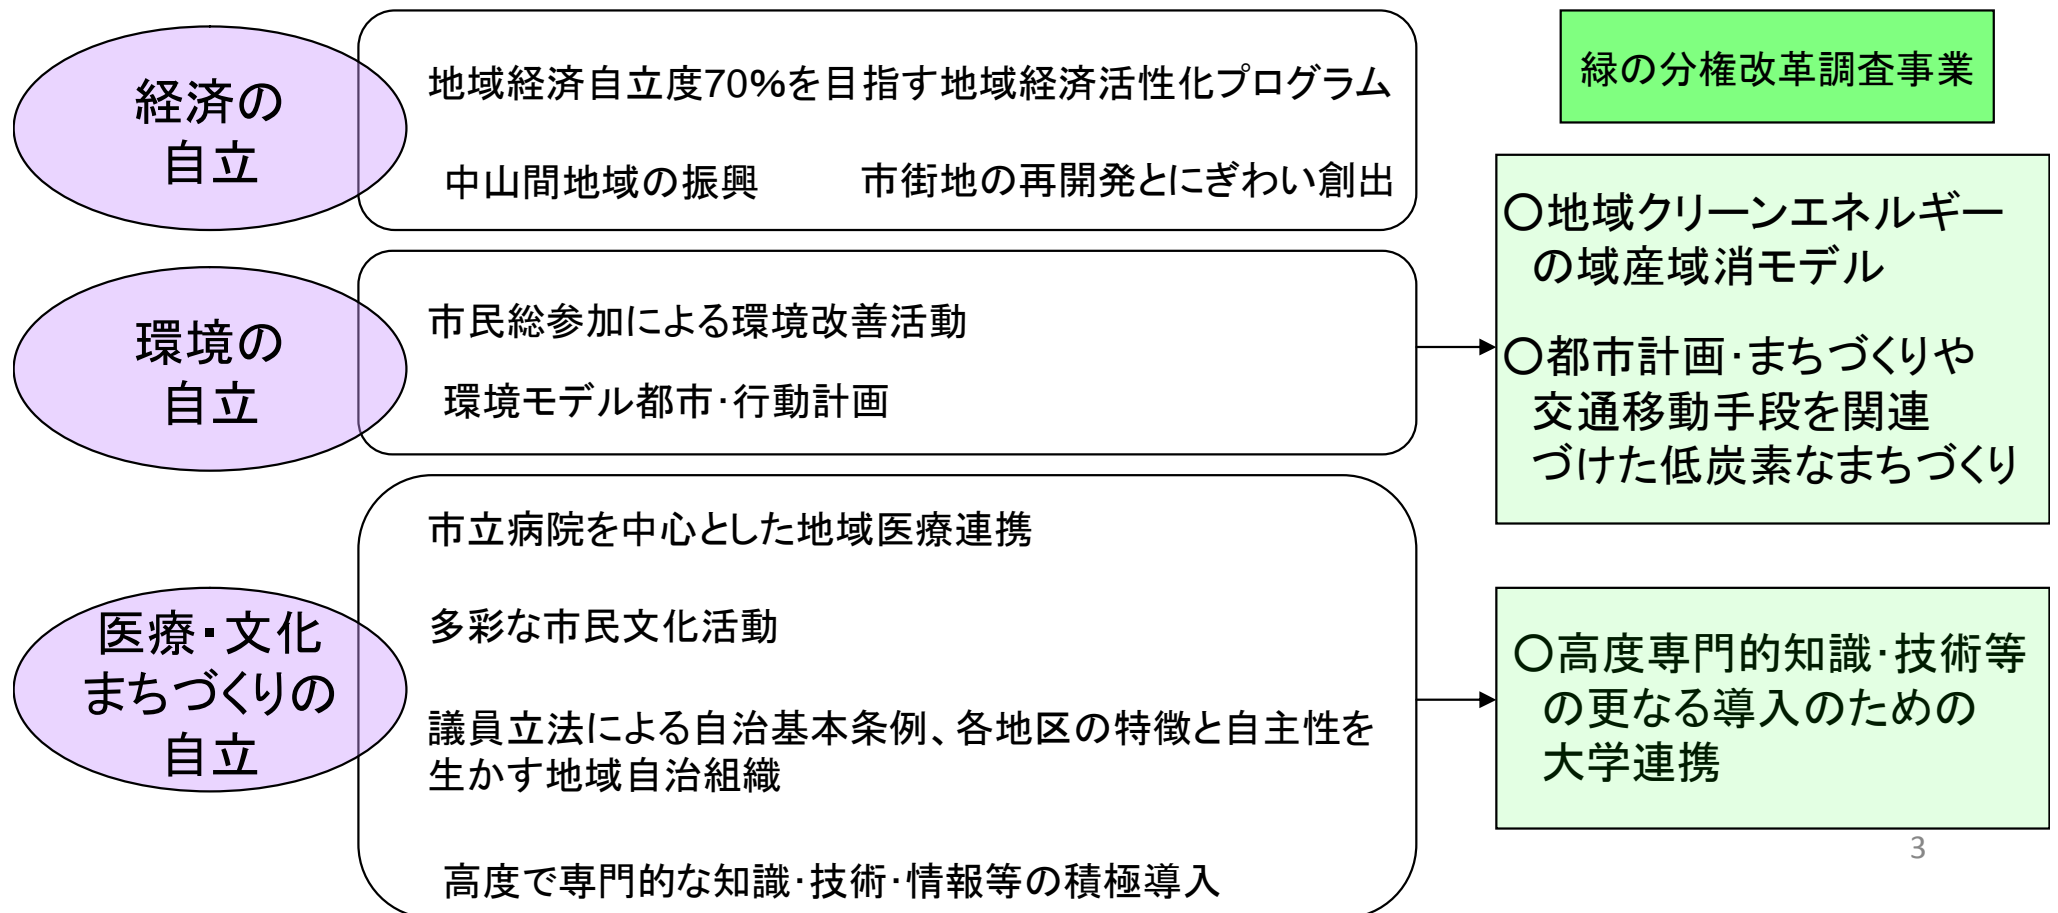 経済の
自立
地域経済自立度70%を目指す地域経済活性化プログラム
中山間地域の振興
市街地の再開発とにぎわい創出
環境の
自立
市民総参加による環境改善活動
環境モデル都市・行動計画
医療・文化
まちづくりの
自立
市立病院を中心とした地域医療連携
多彩な市民文化活動
議員立法による自治基本条例、各地区の特徴と自主性を
生かす地域自治組織
高度で専門的な知識・技術・情報等の積極導入
緑の分権改革調査事業
○地域クリーンエネルギー
の域産域消モデル
○都市計画・まちづくりや
交通移動手段を関連
づけた低炭素なまちづくり
○高度専門的知識・技術等
の更なる導入のための
大学連携
3